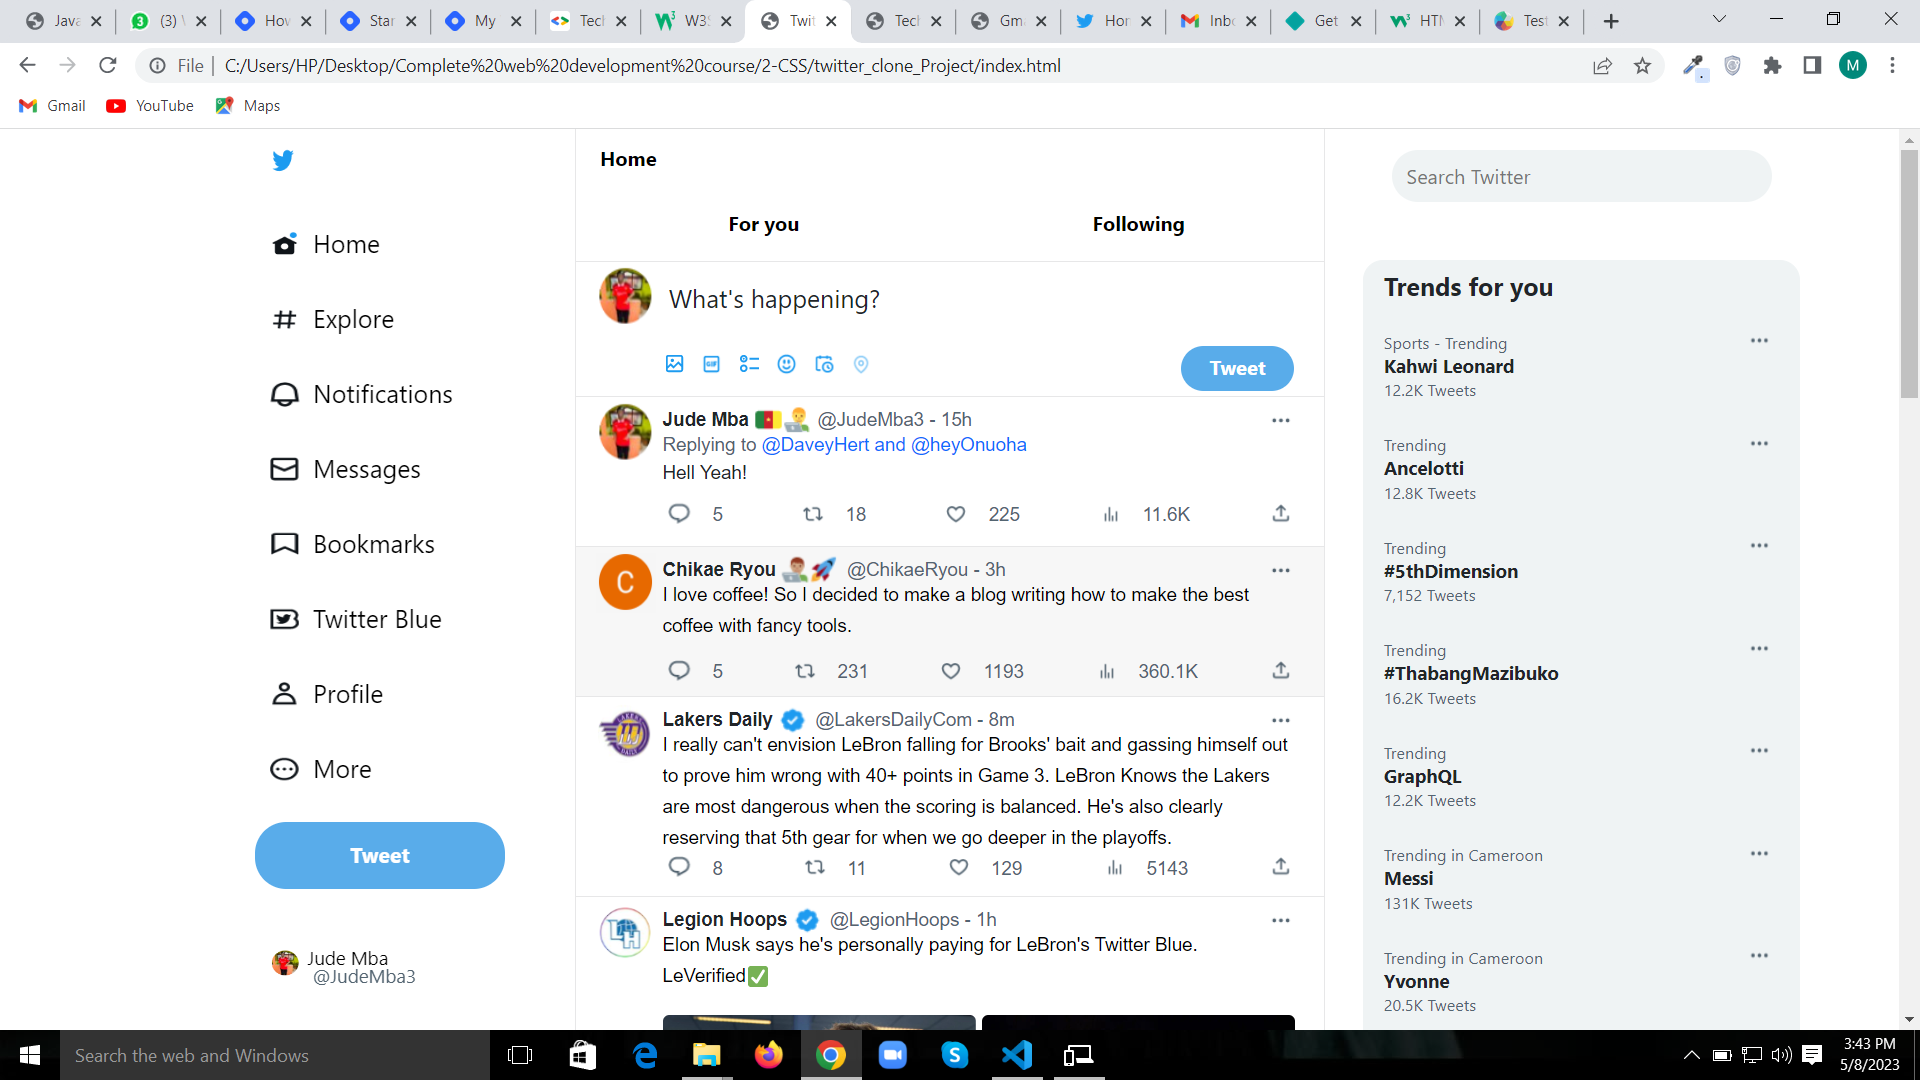 Java
(3) W
How
Star
My
Tech
W3S
Twit
Tech
Gma
Hom
Inbo
Get
HTM
Test
File
C:/Users/HP/Desktop/Complete%20web%20development%20course/2-CSS/twitter_clone_Project/index.html
M
Gmail
YouTube
Maps
Home
Explore
Notifications
Messages
Bookmarks
Twitter Blue
Profile
More
Tweet
Jude Mba
@JudeMba3
Home
For you
Following
What's happening?
GIF
Tweet
Jude Mba 🇨🇲👨‍💻 @JudeMba3 - 15h
Replying to @DaveyHert and @heyOnuoha
Hell Yeah!
5 18 225 11.6K
C
Chikae Ryou 👨🏽‍💻🚀 @ChikaeRyou - 3h
I love coffee! So I decided to make a blog writing how to make the best
coffee with fancy tools.
5 231 1193 360.1K
Lakers Daily @LakersDailyCom - 8m
I really can't envision LeBron falling for Brooks' bait and gassing himself out
to prove him wrong with 40+ points in Game 3. LeBron Knows the Lakers
are most dangerous when the scoring is balanced. He's also clearly
reserving that 5th gear for when we go deeper in the playoffs.
8 11 129 5143
Legion Hoops @LegionHoops - 1h
Elon Musk says he's personally paying for LeBron's Twitter Blue.
LeVerified✅
Search Twitter
Trends for you
Sports - Trending
Kahwi Leonard
12.2K Tweets
Trending
Ancelotti
12.8K Tweets
Trending
#5thDimension
7,152 Tweets
Trending
#ThabangMazibuko
16.2K Tweets
Trending
GraphQL
12.2K Tweets
Trending in Cameroon
Messi
131K Tweets
Trending in Cameroon
Yvonne
20.5K Tweets
Search the web and Windows
3:43 PM
5/8/2023